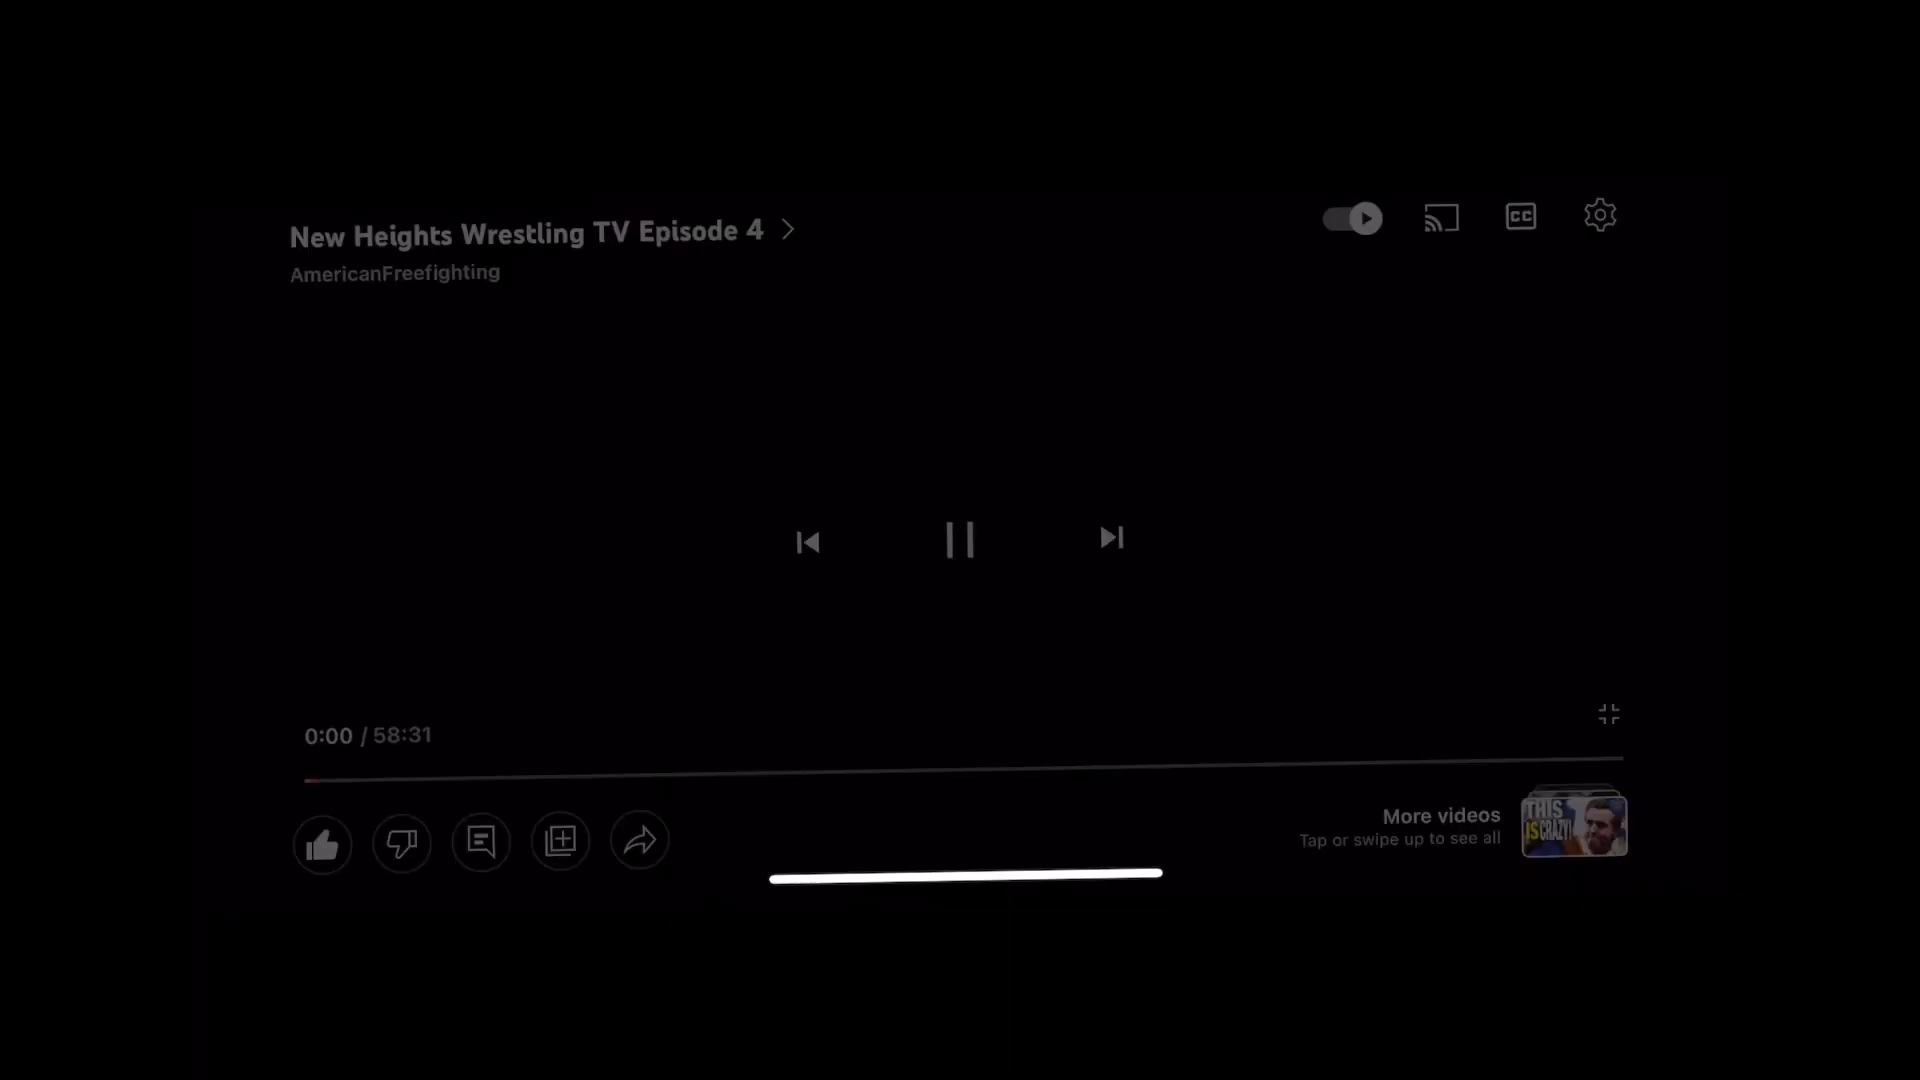 New Heights Wrestling TV Episode 4
AmericanFreefighting
CC
0:00 / 58:31
More videos
Tap or swipe up to see all
THIS
IS CRAZY!